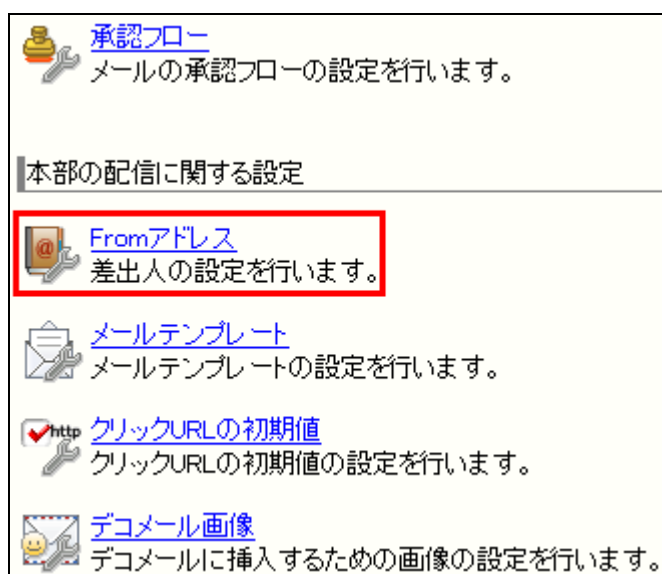 承認フロー
メールの承認フローの設定を行います。
本部の配信に関する設定
@
Fromアドレス
差出人の設定を行います。
メールテンプレート
メールテンプレートの設定を行います。
http
クリックURLの初期値
クリックURLの初期値の設定を行います。
デコメール画像
デコメールに挿入するための画像の設定を行います。